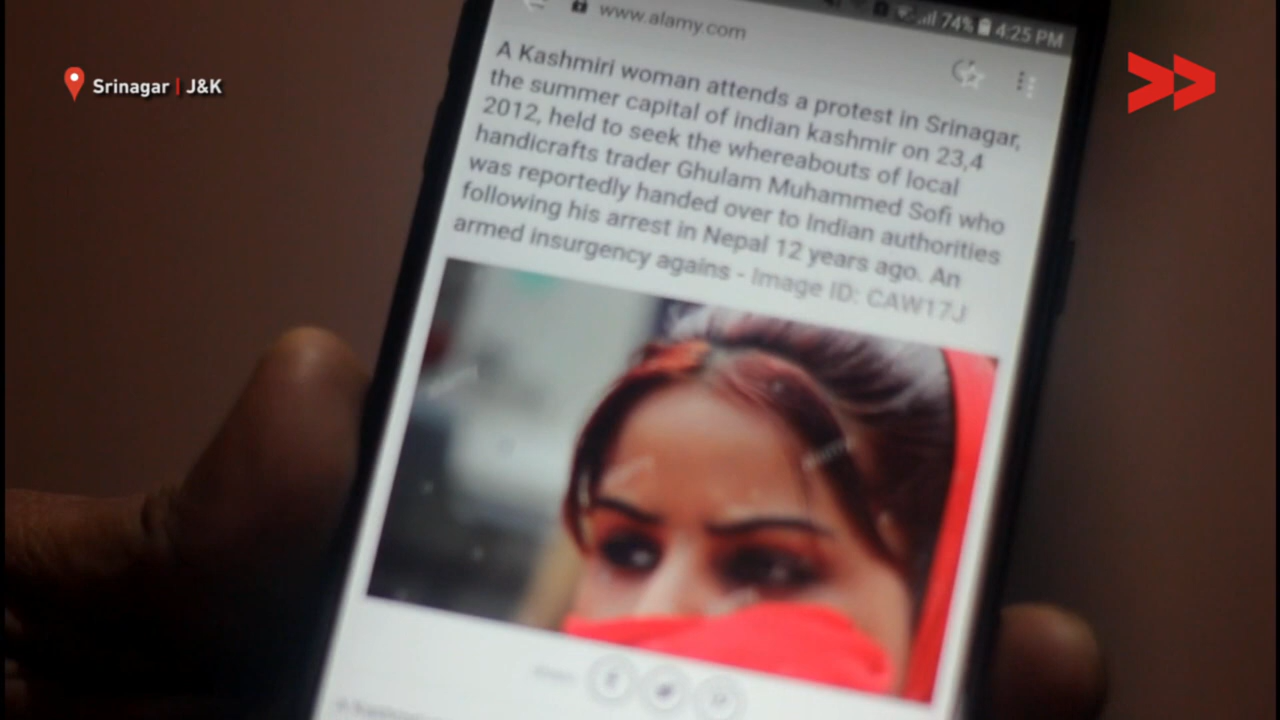 74% 4:25 PM
www.alamy.com
Srinagar | J&K
A Kashmiri woman attends a protest in Srinagar,
the summer capital of indian kashmir on 23,4
2012, held to seek the whereabouts of local
handicrafts trader Ghulam Muhammed Sofi who
was reportedly handed over to Indian authorities
following his arrest in Nepal 12 years ago. An
armed insurgency agains - Image ID: CAW17J